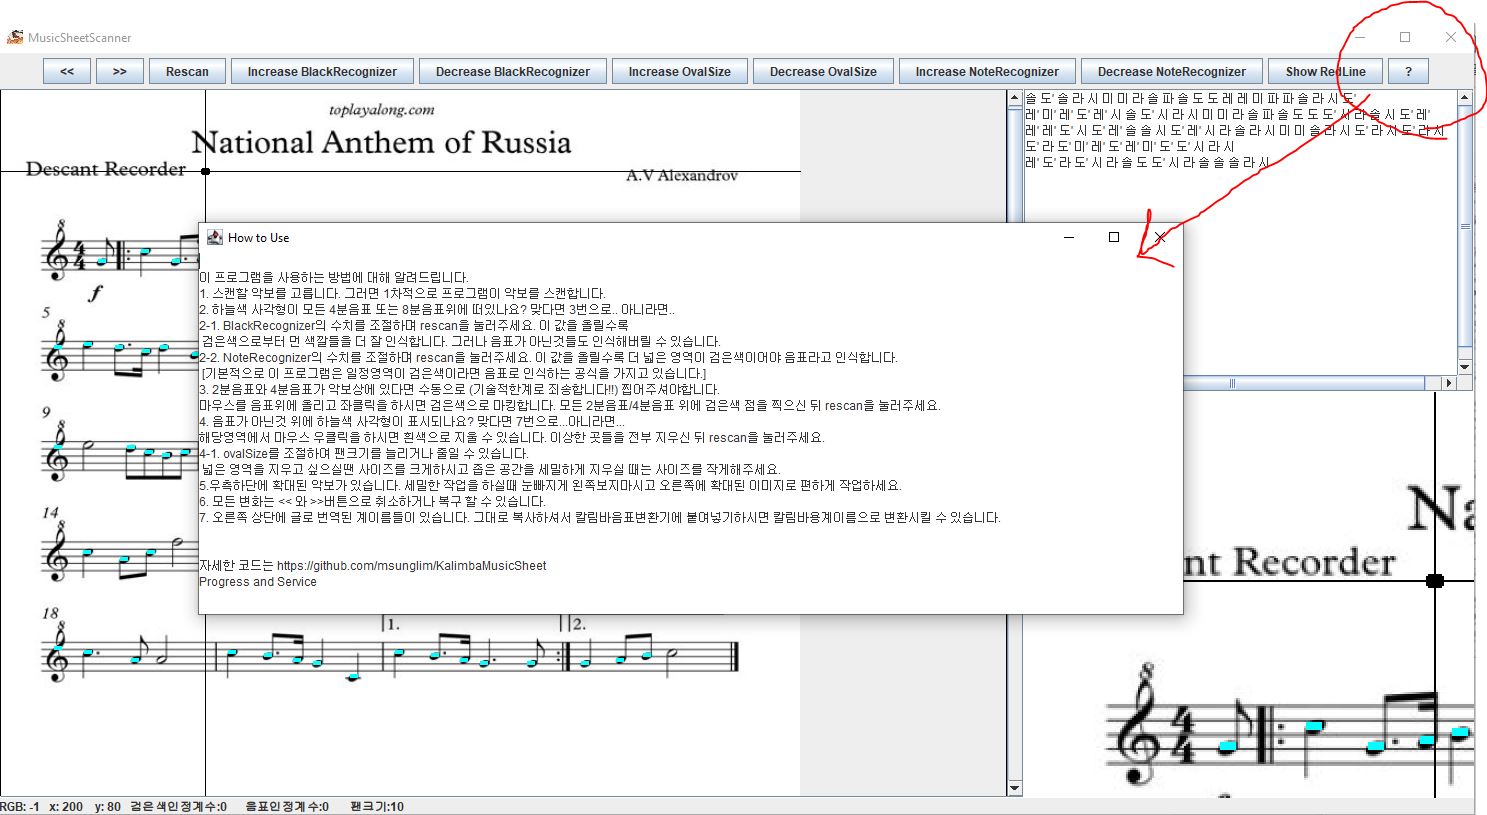 MusicSheetScanner
<< >> Rescan Increase BlackRecognizer Decrease BlackRecognizer Increase OvalSize Decrease OvalSize Increase NoteRecognizer Decrease NoteRecognizer Show RedLine ?
toplayalong.com
National Anthem of Russia
Descant Recorder
A.V Alexandrov
솔 도' 솔 라 시 미 미 라 솔 파 솔 도 도 레 레 미 파 파 솔 라 시 도'
레' 미' 레' 도' 레' 시 솔 도' 시 라 시 미 미 라 솔 파 솔 도 도 도' 시 라 솔 시 도' 레'
레' 레' 도' 시 도' 솔 솔 시 도' 레' 시 라 솔 라 시 미 미 솔 라 시 도' 라 시 도' 라 시
도' 라 도' 미' 레' 도' 레' 미' 도' 도' 시 라 시
레' 도' 라 도' 시 라 솔 도 도' 시 라 솔 솔 솔 라 시
8
4
4
f
5
8
9
8
14
8
18
8
1.
2.
How to Use
이 프로그램을 사용하는 방법에 대해 알려드립니다.
1. 스캔할 악보를 고릅니다. 그러면 1차적으로 프로그램이 악보를 스캔합니다.
2. 하늘색 사각형이 모든 4분음표 또는 8분음표위에 떠있나요? 맞다면 3번으로.. 아니라면..
2-1. BlackRecognizer의 수치를 조절하며 rescan을 눌러주세요. 이 값을 올릴수록
검은색으로부터 먼 색깔들을 더 잘 인식합니다. 그러나 음표가 아닌것들도 인식해버릴 수 있습니다.
2-2. NoteRecognizer의 수치를 조절하며 rescan을 눌러주세요. 이 값을 올릴수록 더 넓은 영역이 검은색이어야 음표라고 인식합니다.
[기본적으로 이 프로그램은 일정영역이 검은색이라면 음표로 인식하는 공식을 가지고 있습니다.]
3. 2분음표와 4분음표가 악보상에 있다면 수동으로 (기술적한계로 죄송합니다!!) 찝어주셔야합니다.
마우스를 음표위에 올리고 좌클릭을 하시면 검은색으로 마킹합니다. 모든 2분음표/4분음표 위에 검은색 점을 찍으신 뒤 rescan을 눌러주세요.
4. 음표가 아닌것 위에 하늘색 사각형이 표시되나요? 맞다면 7번으로...아니라면...
해당영역에서 마우스 우클릭을 하시면 흰색으로 지울 수 있습니다. 이상한 곳들을 전부 지우신 뒤 rescan을 눌러주세요.
4-1. ovalSize를 조절하며 팬크기를 늘리거나 줄일 수 있습니다.
넓은 영역을 지우고 싶으실땐 사이즈를 크게하시고 좁은 공간을 세밀하게 지우실 때는 사이즈를 작게해주세요.
5.우측하단에 확대된 악보가 있습니다. 세밀한 작업을 하실때 눈빠지게 왼쪽보지마시고 오른쪽에 확대된 이미지로 편하게 작업하세요.
6. 모든 변화는 << 와 >>버튼으로 취소하거나 복구 할 수 있습니다.
7. 오른쪽 상단에 글로 번역된 계이름들이 있습니다. 그대로 복사하셔서 칼림바음표변환기에 붙여넣기하시면 칼림바용계이름으로 변환시킬 수 있습니다.
자세한 코드는 https://github.com/msunglim/KalimbaMusicSheet
Progress and Service
Na
nt Recorder
8
4
4
RGB: -1 x: 200 y: 80 검은색인정계수:0 음표인정계수:0 팬크기:10